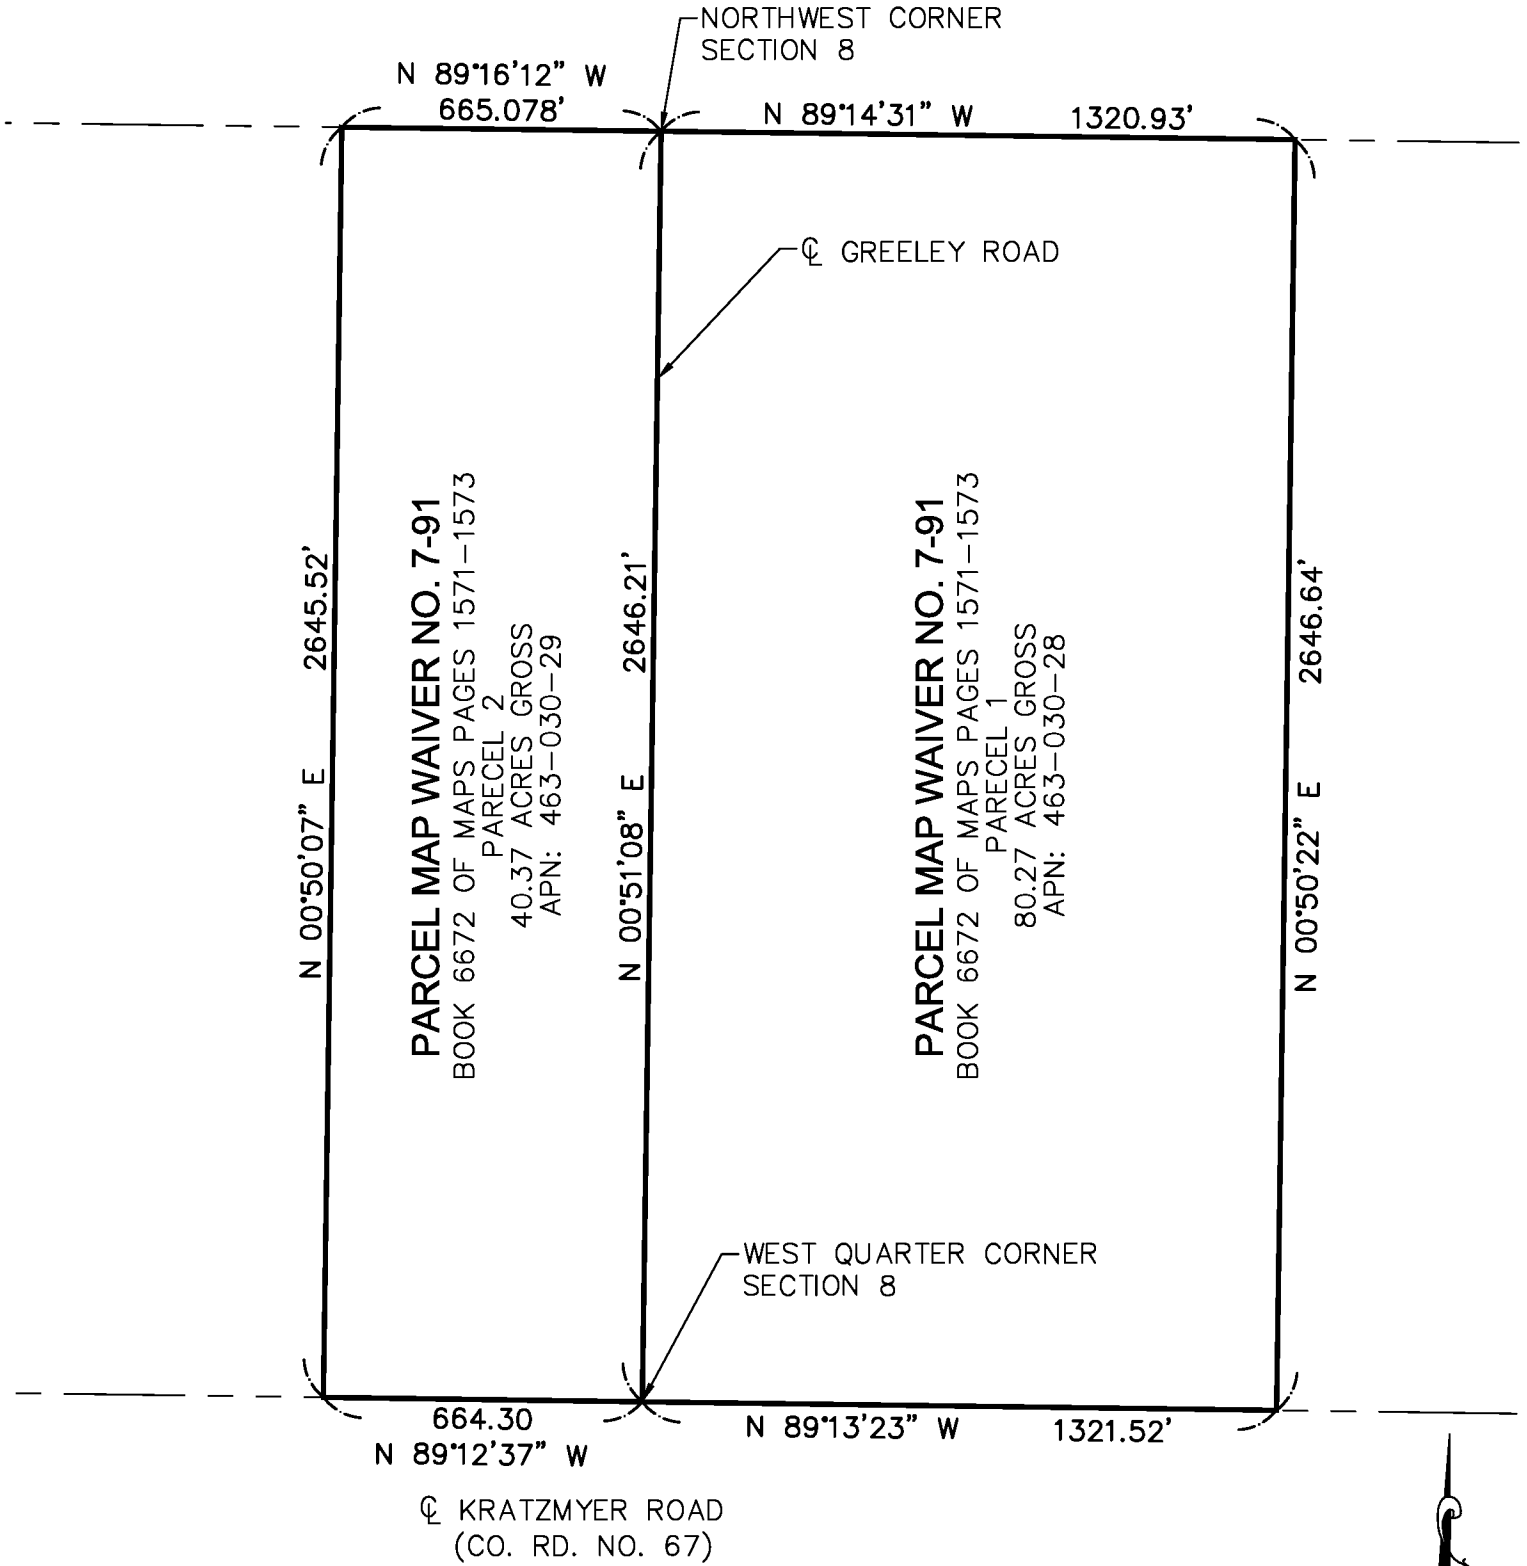 NORTHWEST CORNER
SECTION 8
N 89°16'12" W
665.078'
N 89°14'31" W 1320.93'
℄ GREELEY ROAD
N 00°50'07" E 2645.52'
PARCEL MAP WAIVER NO. 7-91
BOOK 6672 OF MAPS PAGES 1571-1573
PARECEL 2
40.37 ACRES GROSS
APN: 463-030-29
N 00°51'08" E 2646.21'
PARCEL MAP WAIVER NO. 7-91
BOOK 6672 OF MAPS PAGES 1571-1573
PARECEL 1
80.27 ACRES GROSS
APN: 463-030-28
N 00°50'22" E 2646.64'
WEST QUARTER CORNER
SECTION 8
664.30
N 89°12'37" W
N 89°13'23" W 1321.52'
℄ KRATZMYER ROAD
(CO. RD. NO. 67)